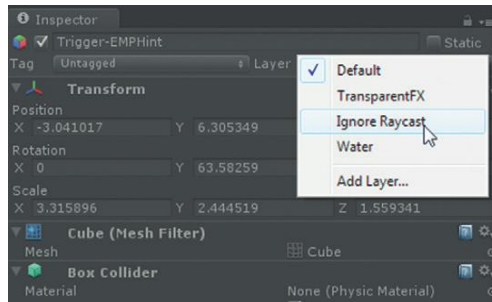 Inspector
Trigger-EMPHint Static
Tag Untagged Layer
Default
TransparentFX
Ignore Raycast
Water
Add Layer...
Transform
Position
X -3.041017 Y 6.305349
Rotation
X 0 Y 63.58259
Scale
X 3.315896 Y 2.444519 Z 1.559341
Cube (Mesh Filter)
Mesh Cube
Box Collider
Material None (Physic Material)